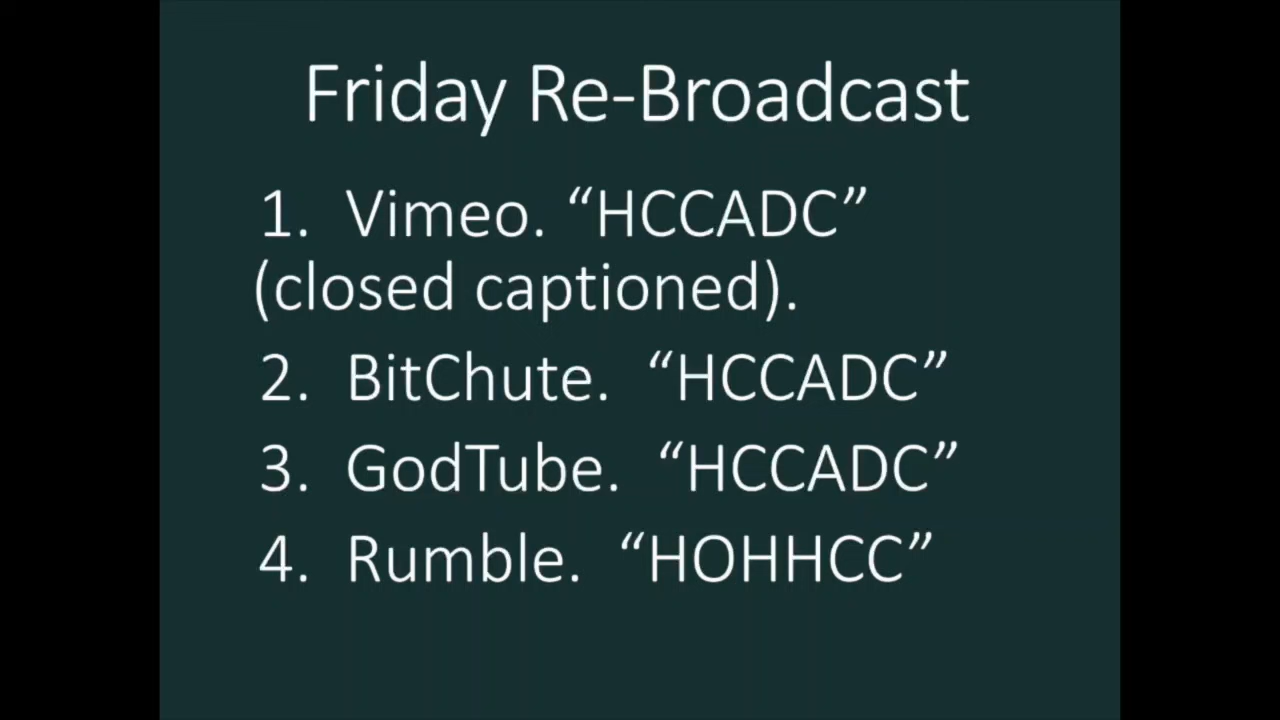 Friday Re-Broadcast
1. Vimeo. “HCCADC”
(closed captioned).
2. BitChute. “HCCADC”
3. GodTube. “HCCADC”
4. Rumble. “HOHHCC”